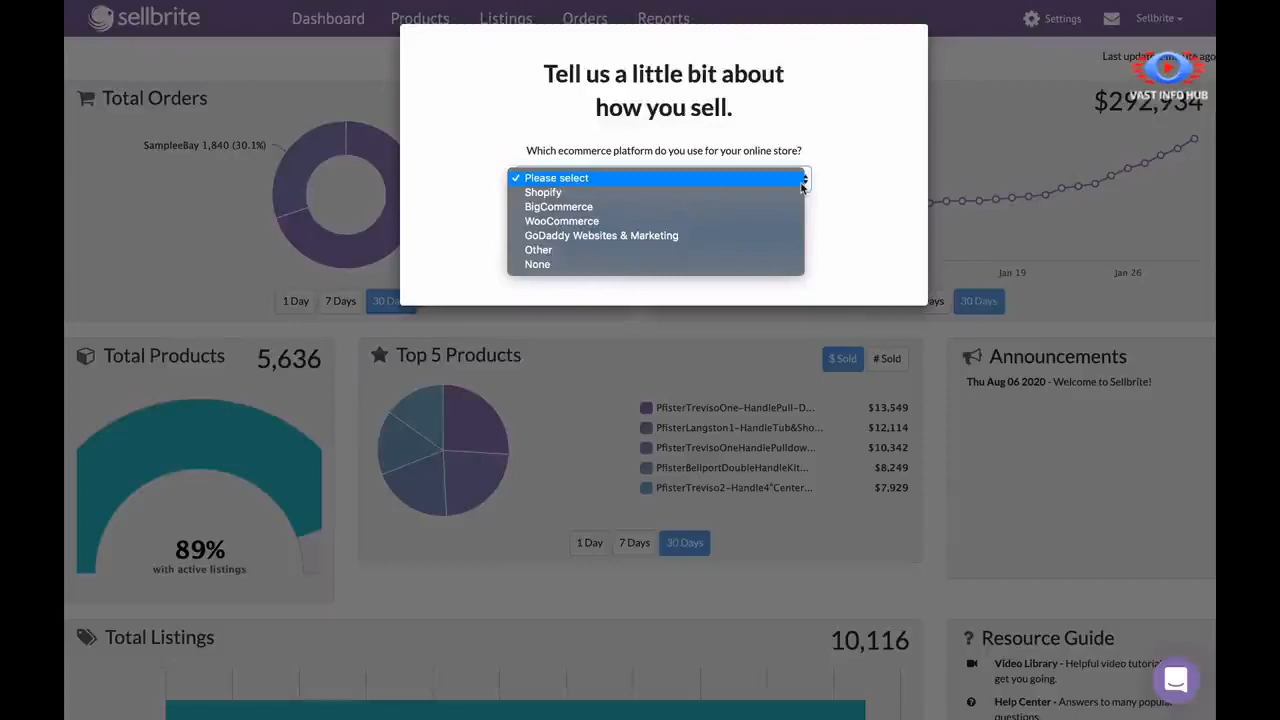 sellbrite
Dashboard
Products
Listings
Orders
Reports
Settings
Sellbrite
Last update
minute ago
VAST INFO HUB
Total Orders
$292,934
SampleeBay 1,840 (30.1%)
Tell us a little bit about
how you sell.
Which ecommerce platform do you use for your online store?
✓ Please select
Shopify
BigCommerce
WooCommerce
GoDaddy Websites & Marketing
Other
None
Jan 19
Jan 26
1 Day
7 Days
30 Days
30 Days
Total Products
5,636
89%
with active listings
Top 5 Products
$ Sold
# Sold
PfisterTrevisoOne-HandlePull-D... $13,549
PfisterLangston1-HandleTub&Sho... $12,114
PfisterTrevisoOneHandlePulldow... $10,342
PfisterBellportDoubleHandleKit... $8,249
PfisterTreviso2-Handle4"Center... $7,929
1 Day
7 Days
30 Days
Announcements
Thu Aug 06 2020 - Welcome to Sellbrite!
Total Listings
10,116
? Resource Guide
Video Library - Helpful video tutorial
get you going.
Help Center - Answers to many popula
questions.